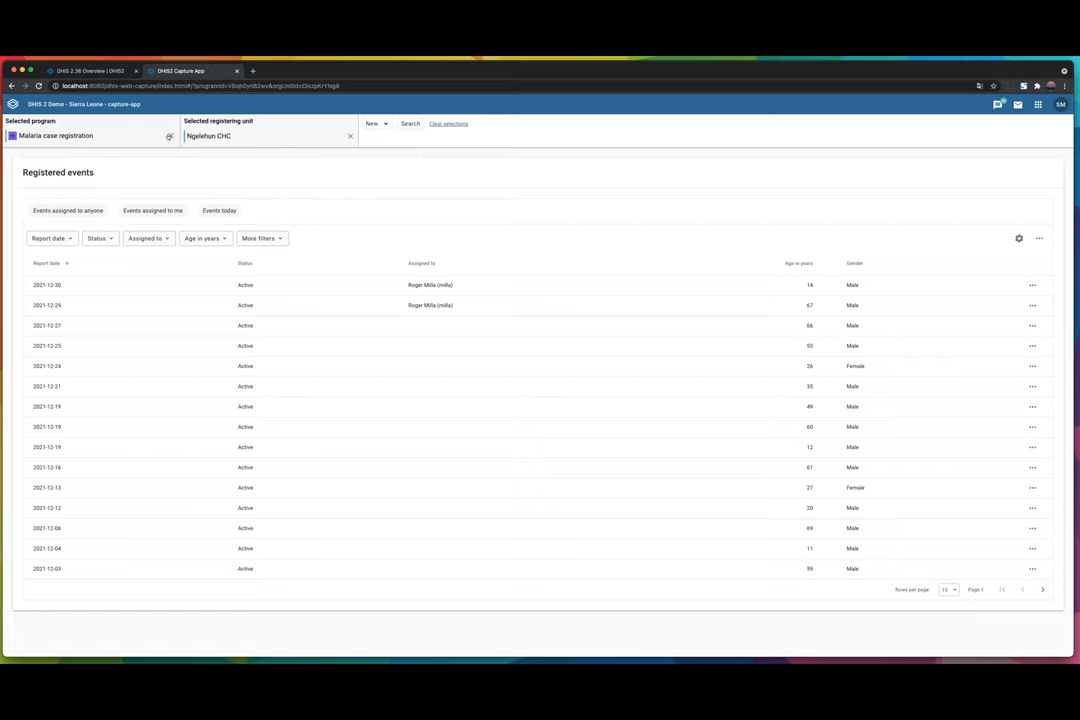 DHIS 2.36 Overview | DHIS2
DHIS2 Capture App
DHIS 2 Demo - Sierra Leone - capture-app
SM
Selected program
Malaria case registration
Selected registering unit
Ngelehun CHC
New
Search
Clear selections
Registered events
Events assigned to anyone
Events assigned to me
Events today
Report date
Status
Assigned to
Age in years
More filters
Report date Status Assigned to Age in years Gender
2021-12-30 Active Roger Milla (milla) 14 Male
2021-12-29 Active Roger Milla (milla) 67 Male
2021-12-27 Active 66 Male
2021-12-25 Active 55 Male
2021-12-24 Active 26 Female
2021-12-21 Active 35 Male
2021-12-19 Active 49 Male
2021-12-19 Active 60 Male
2021-12-19 Active 12 Male
2021-12-16 Active 61 Male
2021-12-13 Active 27 Female
2021-12-12 Active 20 Male
2021-12-06 Active 69 Male
2021-12-04 Active 11 Male
2021-12-03 Active 59 Male
Rows per page: 15 Page 1